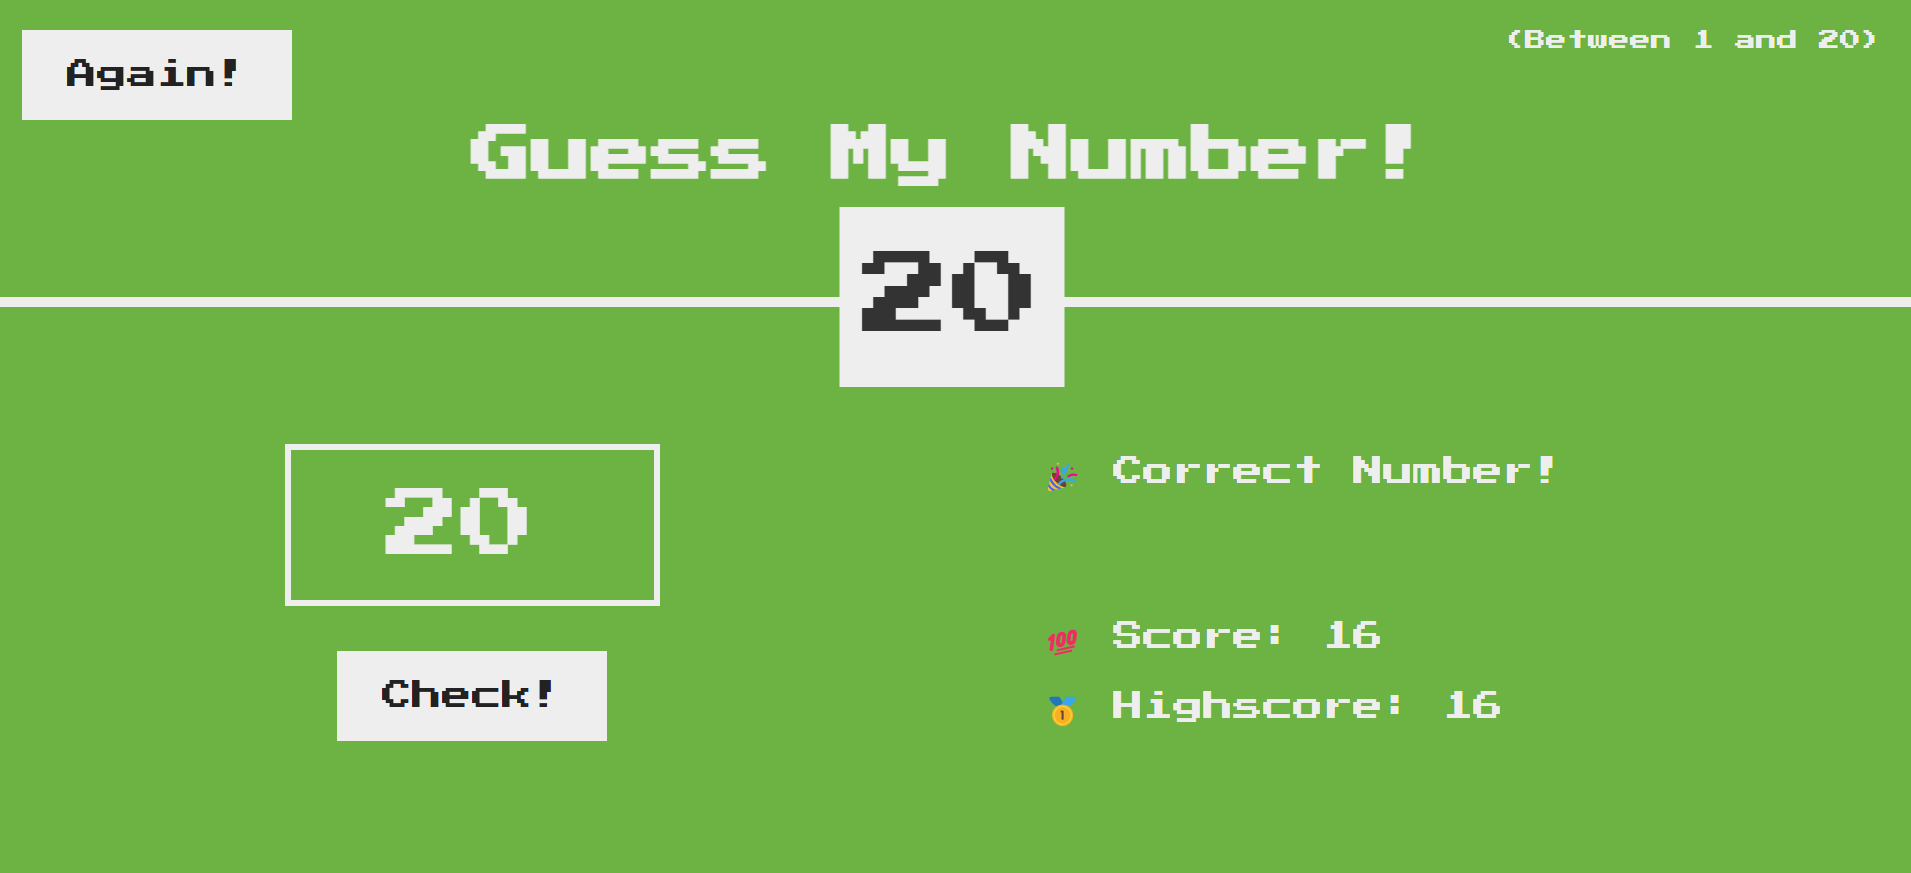 Again!
(Between 1 and 20)
Guess My Number!
20
20
Check!
🎉 Correct Number!
💯 Score: 16
🥇 Highscore: 16